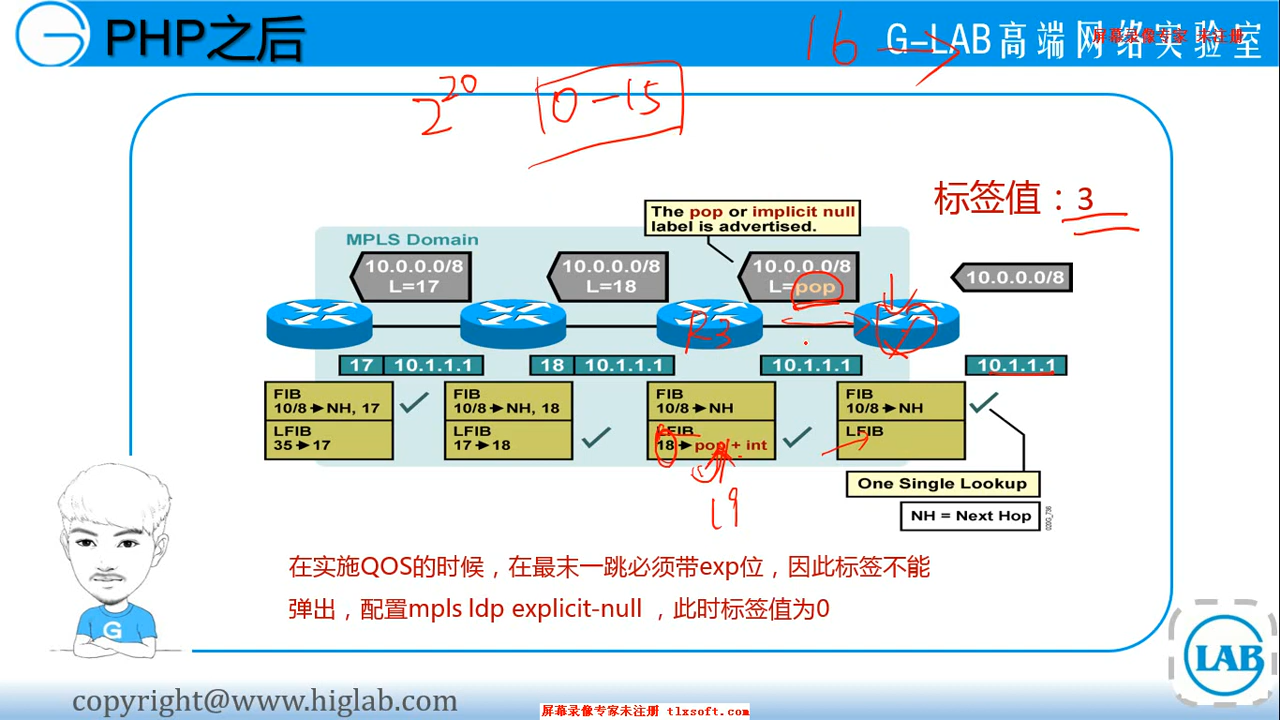 PHP之后
16
G-LAB高端网络实验室
屏幕录像专家 未注册
2^20
0-15
标签值：3
The pop or implicit null
label is advertised.
MPLS Domain
10.0.0.0/8
L=17
10.0.0.0/8
L=18
10.0.0.0/8
L=pop
10.0.0.0/8
R3
17 10.1.1.1
18 10.1.1.1
10.1.1.1
10.1.1.1
FIB
10/8→NH, 17
LFIB
35→17
FIB
10/8→NH, 18
LFIB
17→18
FIB
10/8→NH
LFIB
18→pop/+ int
FIB
10/8→NH
LFIB
19
One Single Lookup
NH = Next Hop
在实施QOS的时候，在最末一跳必须带exp位，因此标签不能
弹出，配置mpls ldp explicit-null ，此时标签值为0
G
LAB
copyright@www.higlab.com
屏幕录像专家未注册 tlxsoft.com